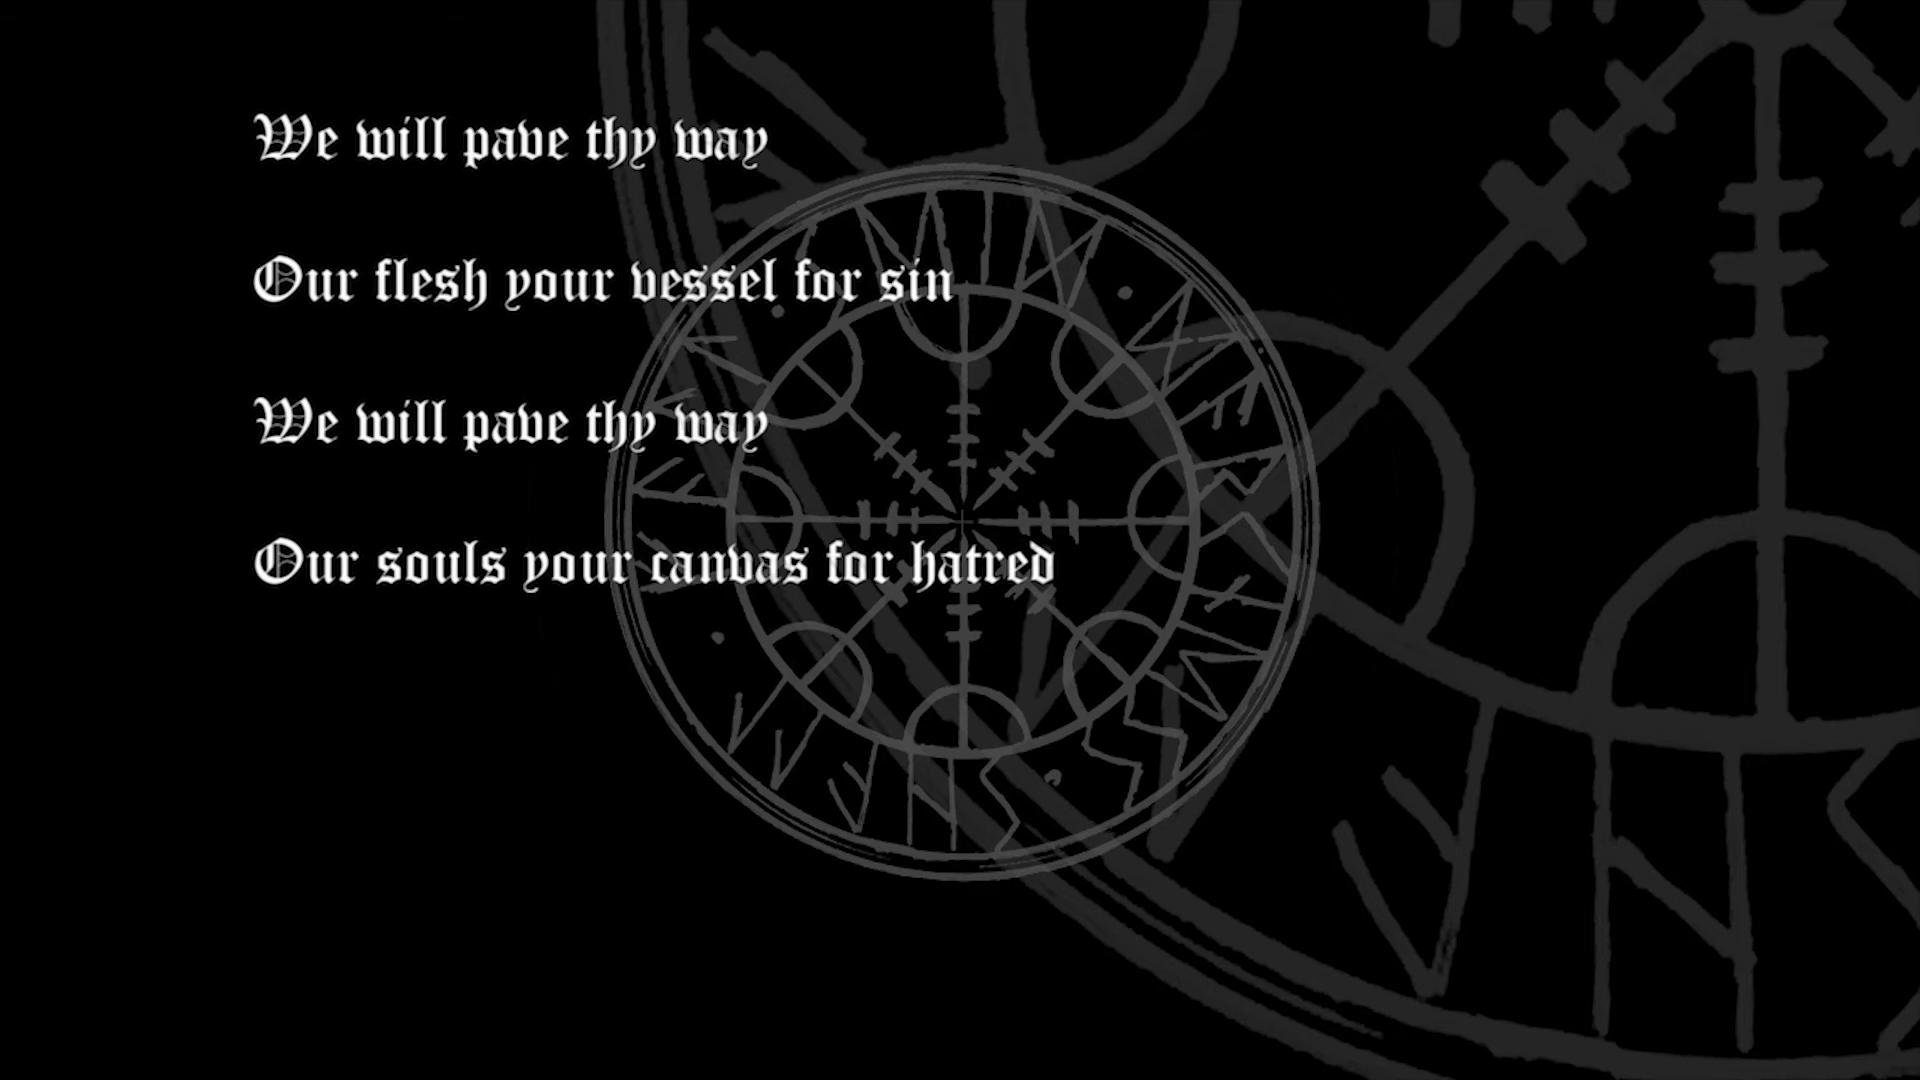 We will pave thy way
Our flesh your vessel for sin
We will pave thy way
Our souls your canvas for hatred